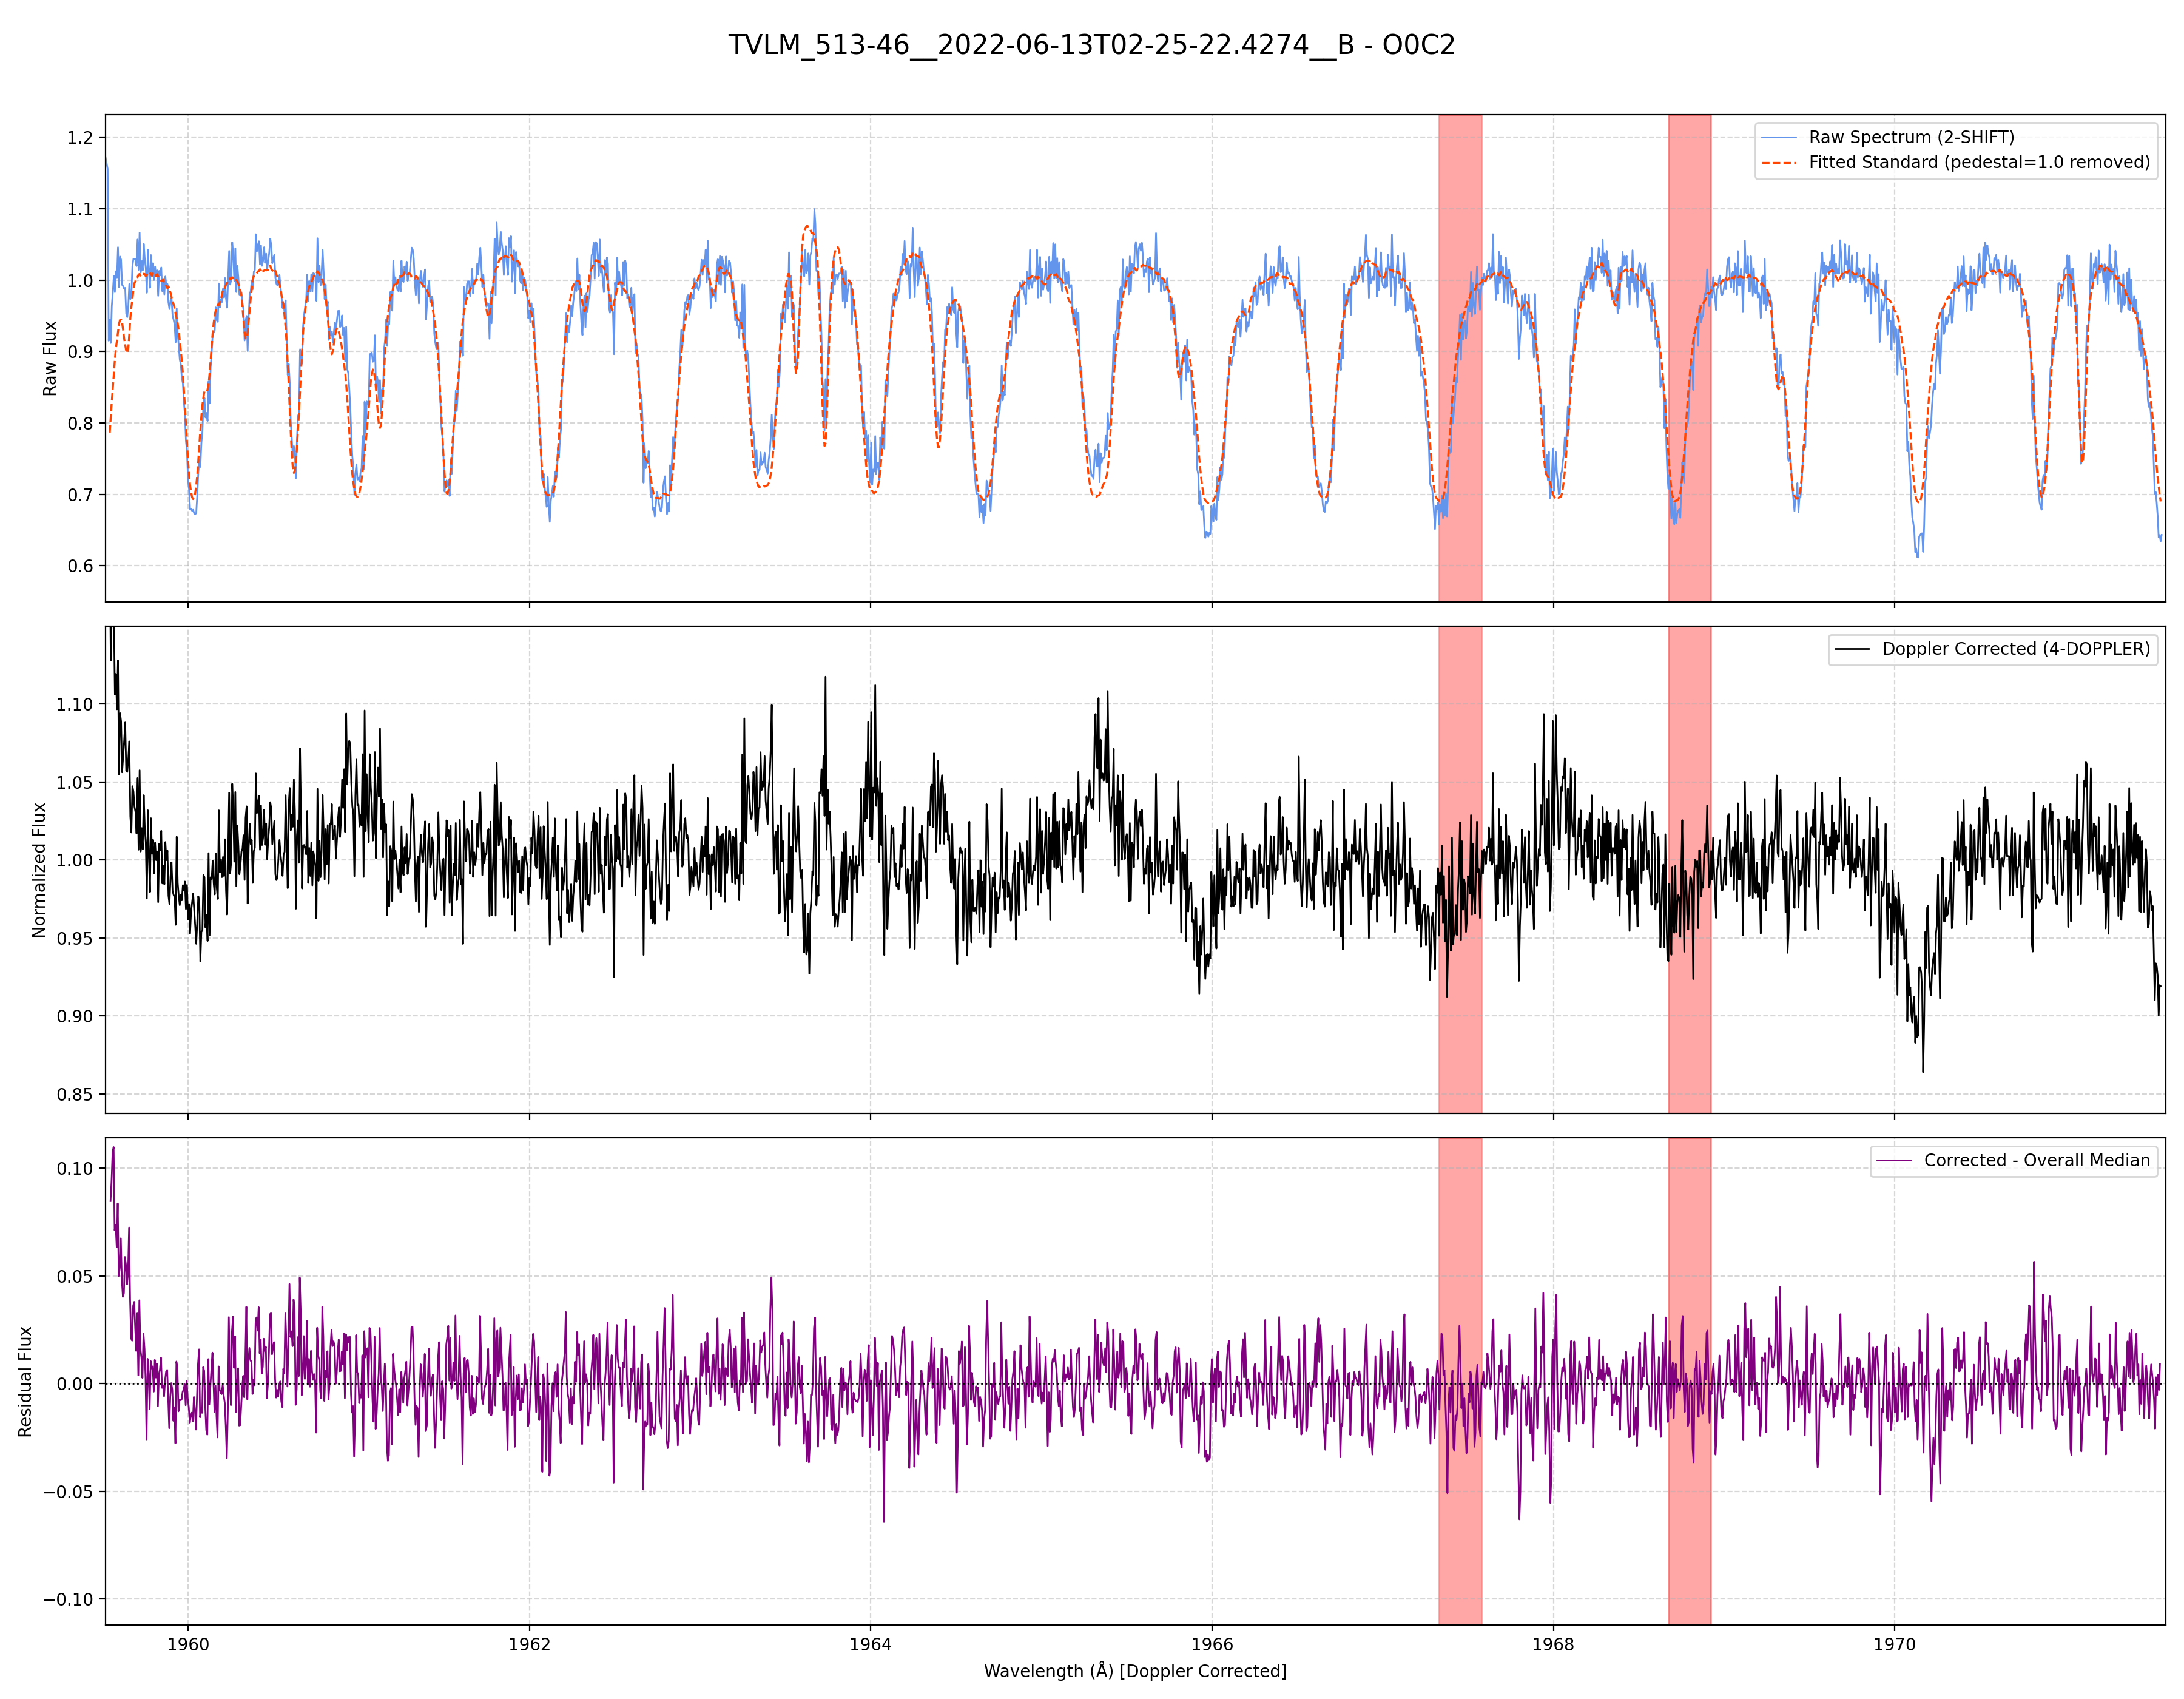 TVLM_513-46__2022-06-13T02-25-22.4274__B - O0C2
1.2
1.1
1.0
0.9
0.8
0.7
0.6
Raw Flux
Raw Spectrum (2-SHIFT)
Fitted Standard (pedestal=1.0 removed)
1.10
1.05
1.00
0.95
0.90
0.85
Normalized Flux
Doppler Corrected (4-DOPPLER)
0.10
0.05
0.00
−0.05
−0.10
Residual Flux
Corrected - Overall Median
1960 1962 1964 1966 1968 1970
Wavelength (Å) [Doppler Corrected]